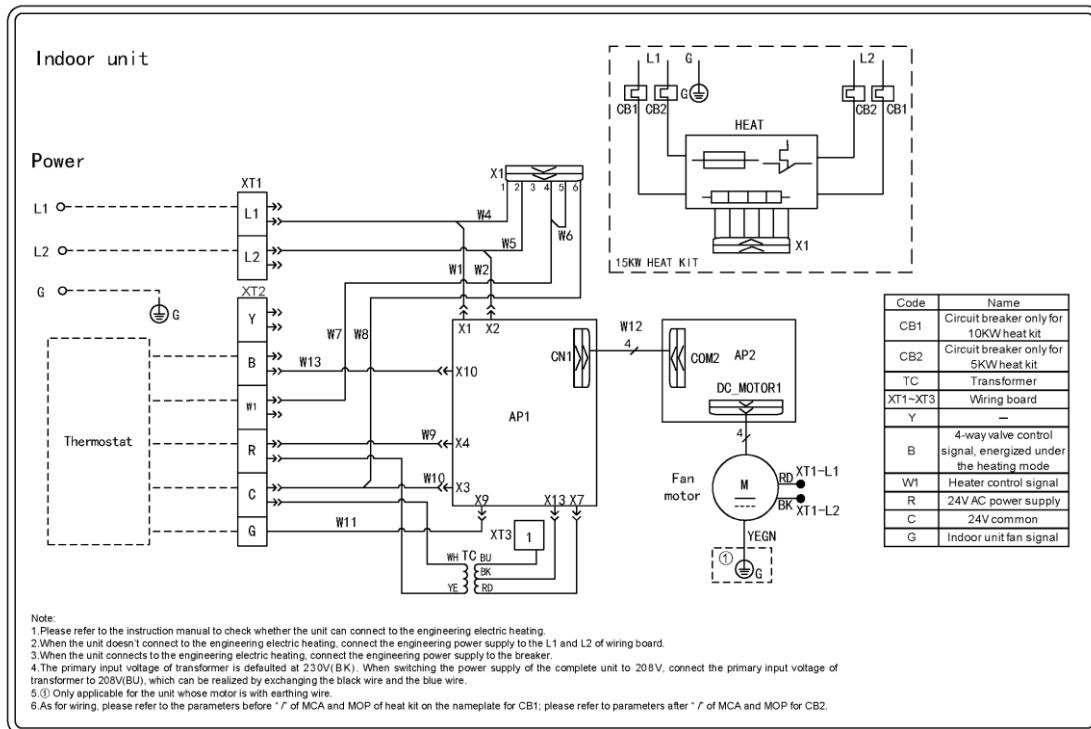 Indoor unit
Power
L1
L2
G
G
Thermostat
XT1
L1
L2
XT2
Y
B
W1
R
C
G
X1
1 2 3 4 5 6
W4
W5
W6
W1
W2
W7
W8
W13
W9
W10
W11
X1 X2
X10
X4
X3
AP1
CN1
X9 X13 X7
XT3
1
WH TC BU
BK
YE RD
W12
4
COM2
AP2
DC_MOTOR1
4
Fan
motor
M
RD XT1-L1
BK XT1-L2
YEGN
①
G
L1 G L2
CB1 CB2 G CB2 CB1
HEAT
X1
15KW HEAT KIT
Code Name
CB1 Circuit breaker only for
10KW heat kit
CB2 Circuit breaker only for
5KW heat kit
TC Transformer
XT1~XT3 Wiring board
Y —
B 4-way valve control
signal, energized under
the heating mode
W1 Heater control signal
R 24V AC power supply
C 24V common
G Indoor unit fan signal
Note:
1.Please refer to the instruction manual to check whether the unit can connect to the engineering electric heating.
2.When the unit doesn't connect to the engineering electric heating, connect the engineering power supply to the L1 and L2 of wiring board.
3.When the unit connects to the engineering electric heating, connect the engineering power supply to the breaker.
4.The primary input voltage of transformer is defaulted at 230V(BK). When switching the power supply of the complete unit to 208V, connect the primary input voltage of
transformer to 208V(BU), which can be realized by exchanging the black wire and the blue wire.
5.① Only applicable for the unit whose motor is with earthing wire.
6.As for wiring, please refer to the parameters before "/" of MCA and MOP of heat kit on the nameplate for CB1; please refer to parameters after "/" of MCA and MOP for CB2.